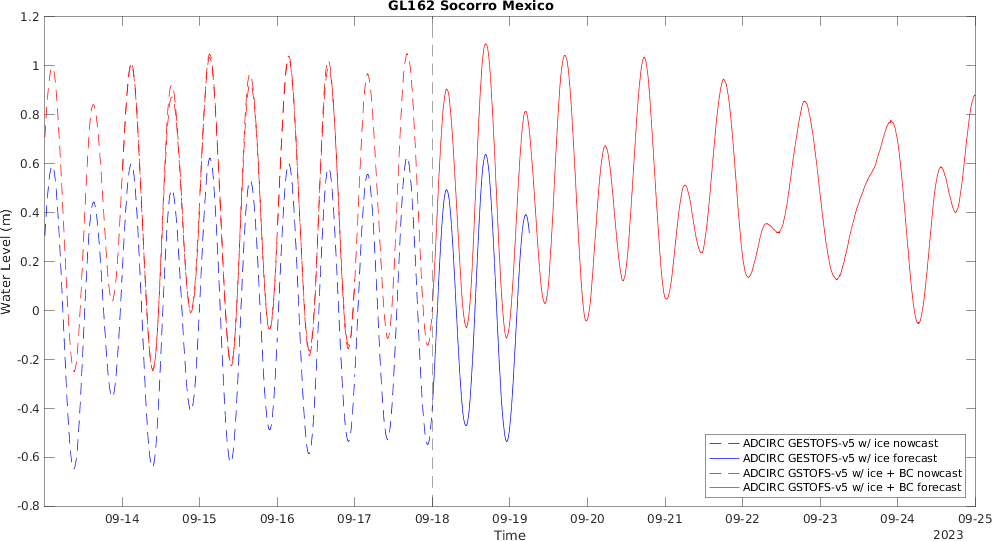 GL162 Socorro Mexico
1.2
1
0.8
0.6
0.4
0.2
0
-0.2
-0.4
-0.6
-0.8
Water Level (m)
ADCIRC GESTOFS-v5 w/ ice nowcast
ADCIRC GESTOFS-v5 w/ ice forecast
ADCIRC GSTOFS-v5 w/ ice + BC nowcast
ADCIRC GSTOFS-v5 w/ ice + BC forecast
09-14 09-15 09-16 09-17 09-18 09-19 09-20 09-21 09-22 09-23 09-24 09-25
Time
2023